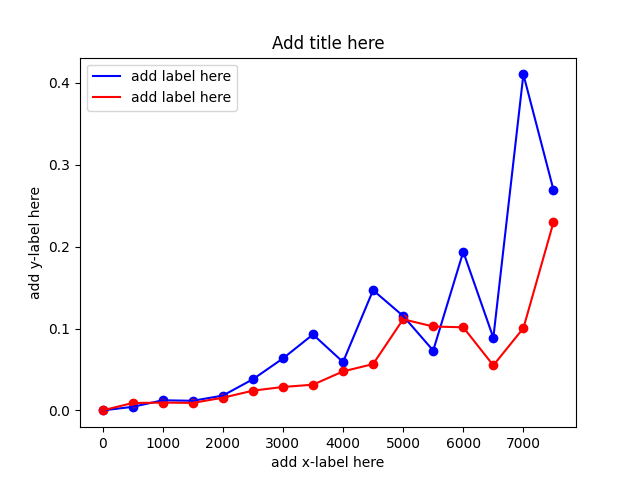 Add title here
add label here
add label here
add y-label here
0.4
0.3
0.2
0.1
0.0
0 1000 2000 3000 4000 5000 6000 7000
add x-label here